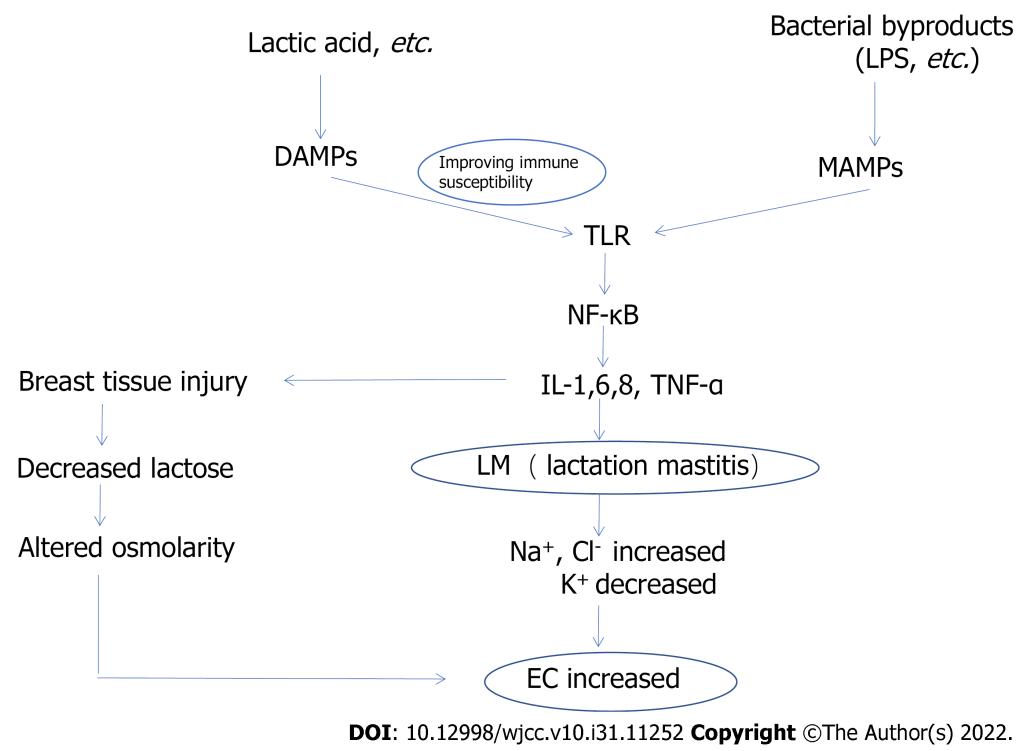 Lactic acid, etc.
Bacterial byproducts
(LPS, etc.)
DAMPs
Improving immune
susceptibility
MAMPs
TLR
NF-κB
Breast tissue injury
IL-1,6,8, TNF-α
Decreased lactose
LM （ lactation mastitis）
Altered osmolarity
Na⁺, Cl⁻ increased
K⁺ decreased
EC increased
DOI: 10.12998/wjcc.v10.i31.11252 Copyright ©The Author(s) 2022.